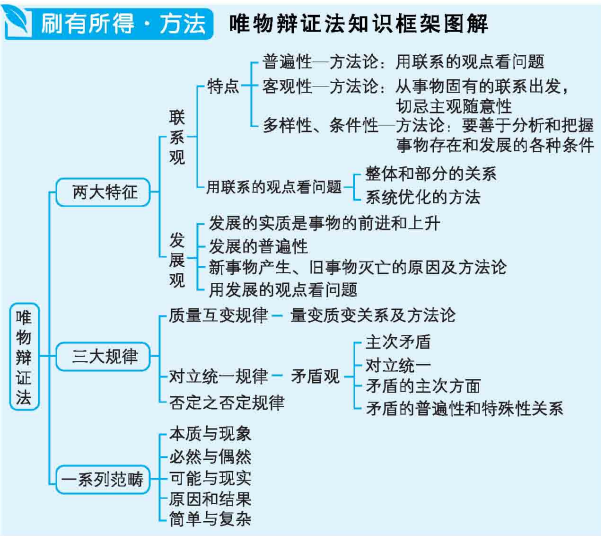 刷有所得·方法 唯物辩证法知识框架图解
普遍性—方法论：用联系的观点看问题
特点
客观性—方法论：从事物固有的联系出发，
切忌主观随意性
联系观
多样性、条件性—方法论：要善于分析和把握
事物存在和发展的各种条件
整体和部分的关系
两大特征
用联系的观点看问题
系统优化的方法
发展的实质是事物的前进和上升
发展观
发展的普遍性
新事物产生、旧事物灭亡的原因及方法论
用发展的观点看问题
唯物辩证法
质量互变规律—量变质变关系及方法论
三大规律
主次矛盾
对立统一
对立统一规律—矛盾观
矛盾的主次方面
否定之否定规律
矛盾的普遍性和特殊性关系
本质与现象
必然与偶然
一系列范畴
可能与现实
原因和结果
简单与复杂